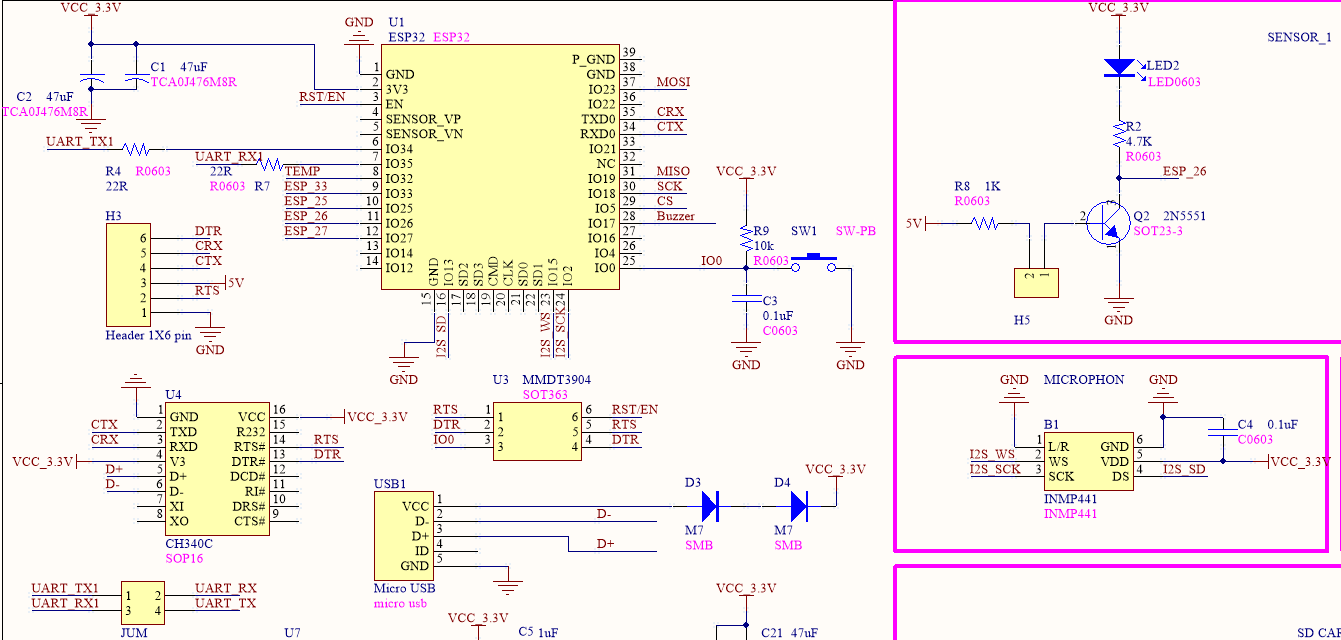 VCC_3.3V
C1 47uF
TCA0J476M8R
C2 47uF
TCA0J476M8R
UART_TX1
R4 R0603
22R
UART_RX1
22R
R0603 R7
GND
U1
ESP32 ESP32
RST/EN
TEMP
ESP_33
ESP_25
ESP_26
ESP_27
1 GND
2 3V3
3 EN
4 SENSOR_VP
5 SENSOR_VN
6 IO34
7 IO35
8 IO32
9 IO33
10 IO25
11 IO26
12 IO27
13 IO14
14 IO12
P_GND 39
GND 38
IO23 37 MOSI
IO22 36
TXD0 35 CRX
RXD0 34 CTX
IO21 33
NC 32
IO19 31 MISO
IO18 30 SCK
IO5 29 CS
IO17 28 Buzzer
IO16 27
IO4 26
IO0 25 IO0
GND IO13 SD2 SD3 CMD CLK SD0 SD1 IO15 IO2
15 16 17 18 19 20 21 22 23 24
I2S_SD
I2S_WS
I2S_SCK
GND
VCC_3.3V
R9
10k
R0603
SW1 SW-PB
C3
0.1uF
C0603
GND
GND
H3
6 DTR
5 CRX
4 CTX
3 5V
2 RTS
1
Header 1X6 pin
GND
VCC_3.3V
SENSOR_1
LED2
LED0603
R2
4.7K
R0603
ESP_26
R8 1K
R0603
5V
2 3 1
Q2 2N5551
SOT23-3
2 1
H5
GND
U4
CTX
CRX
VCC_3.3V
D+
D-
1 GND
2 TXD
3 RXD
4 V3
5 D+
6 D-
7 XI
8 XO
VCC 16 VCC_3.3V
R232 15
RTS# 14 RTS
DTR# 13 DTR
DCD# 12
RI# 11
DRS# 10
CTS# 9
CH340C
SOP16
U3 MMDT3904
SOT363
RTS 1 1 6 6 RST/EN
DTR 2 2 5 5 RTS
IO0 3 3 4 4 DTR
USB1
VCC 1
D- 2 D-
D+ 3 D+
ID 4
GND 5
Micro USB
micro usb
D3
M7
SMB
D4
M7
SMB
VCC_3.3V
GND MICROPHON GND
B1
1 L/R GND 6
I2S_WS 2 WS VDD 5 VCC_3.3V
I2S_SCK 3 SCK DS 4 I2S_SD
INMP441
INMP441
C4 0.1uF
C0603
UART_TX1 1 2 UART_RX
UART_RX1 3 4 UART_TX
JUM
U7
VCC_3.3V
C5 1uF
VCC_3.3V
C21 47uF